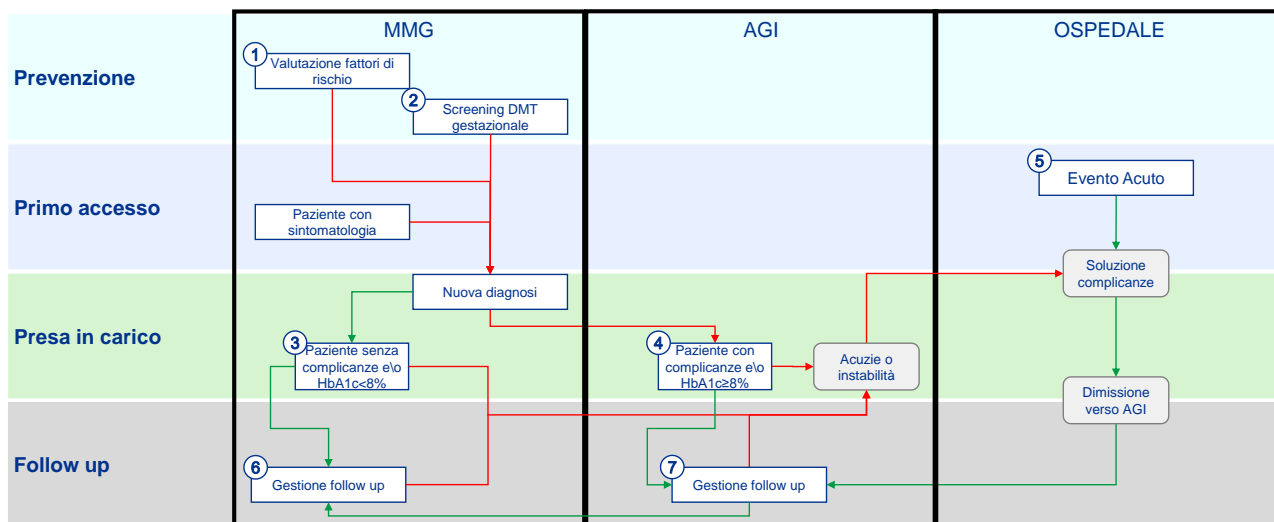 MMG
AGI
OSPEDALE
Prevenzione
1
Valutazione fattori di
rischio
2
Screening DMT
gestazionale
Primo accesso
5
Evento Acuto
Paziente con
sintomatologia
Soluzione
complicanze
Presa in carico
Nuova diagnosi
3
Paziente senza
complicanze e\o
HbA1c<8%
4
Paziente con
complicanze e\o
HbA1c≥8%
Acuzie o
instabilità
Dimissione
verso AGI
Follow up
6
Gestione follow up
7
Gestione follow up